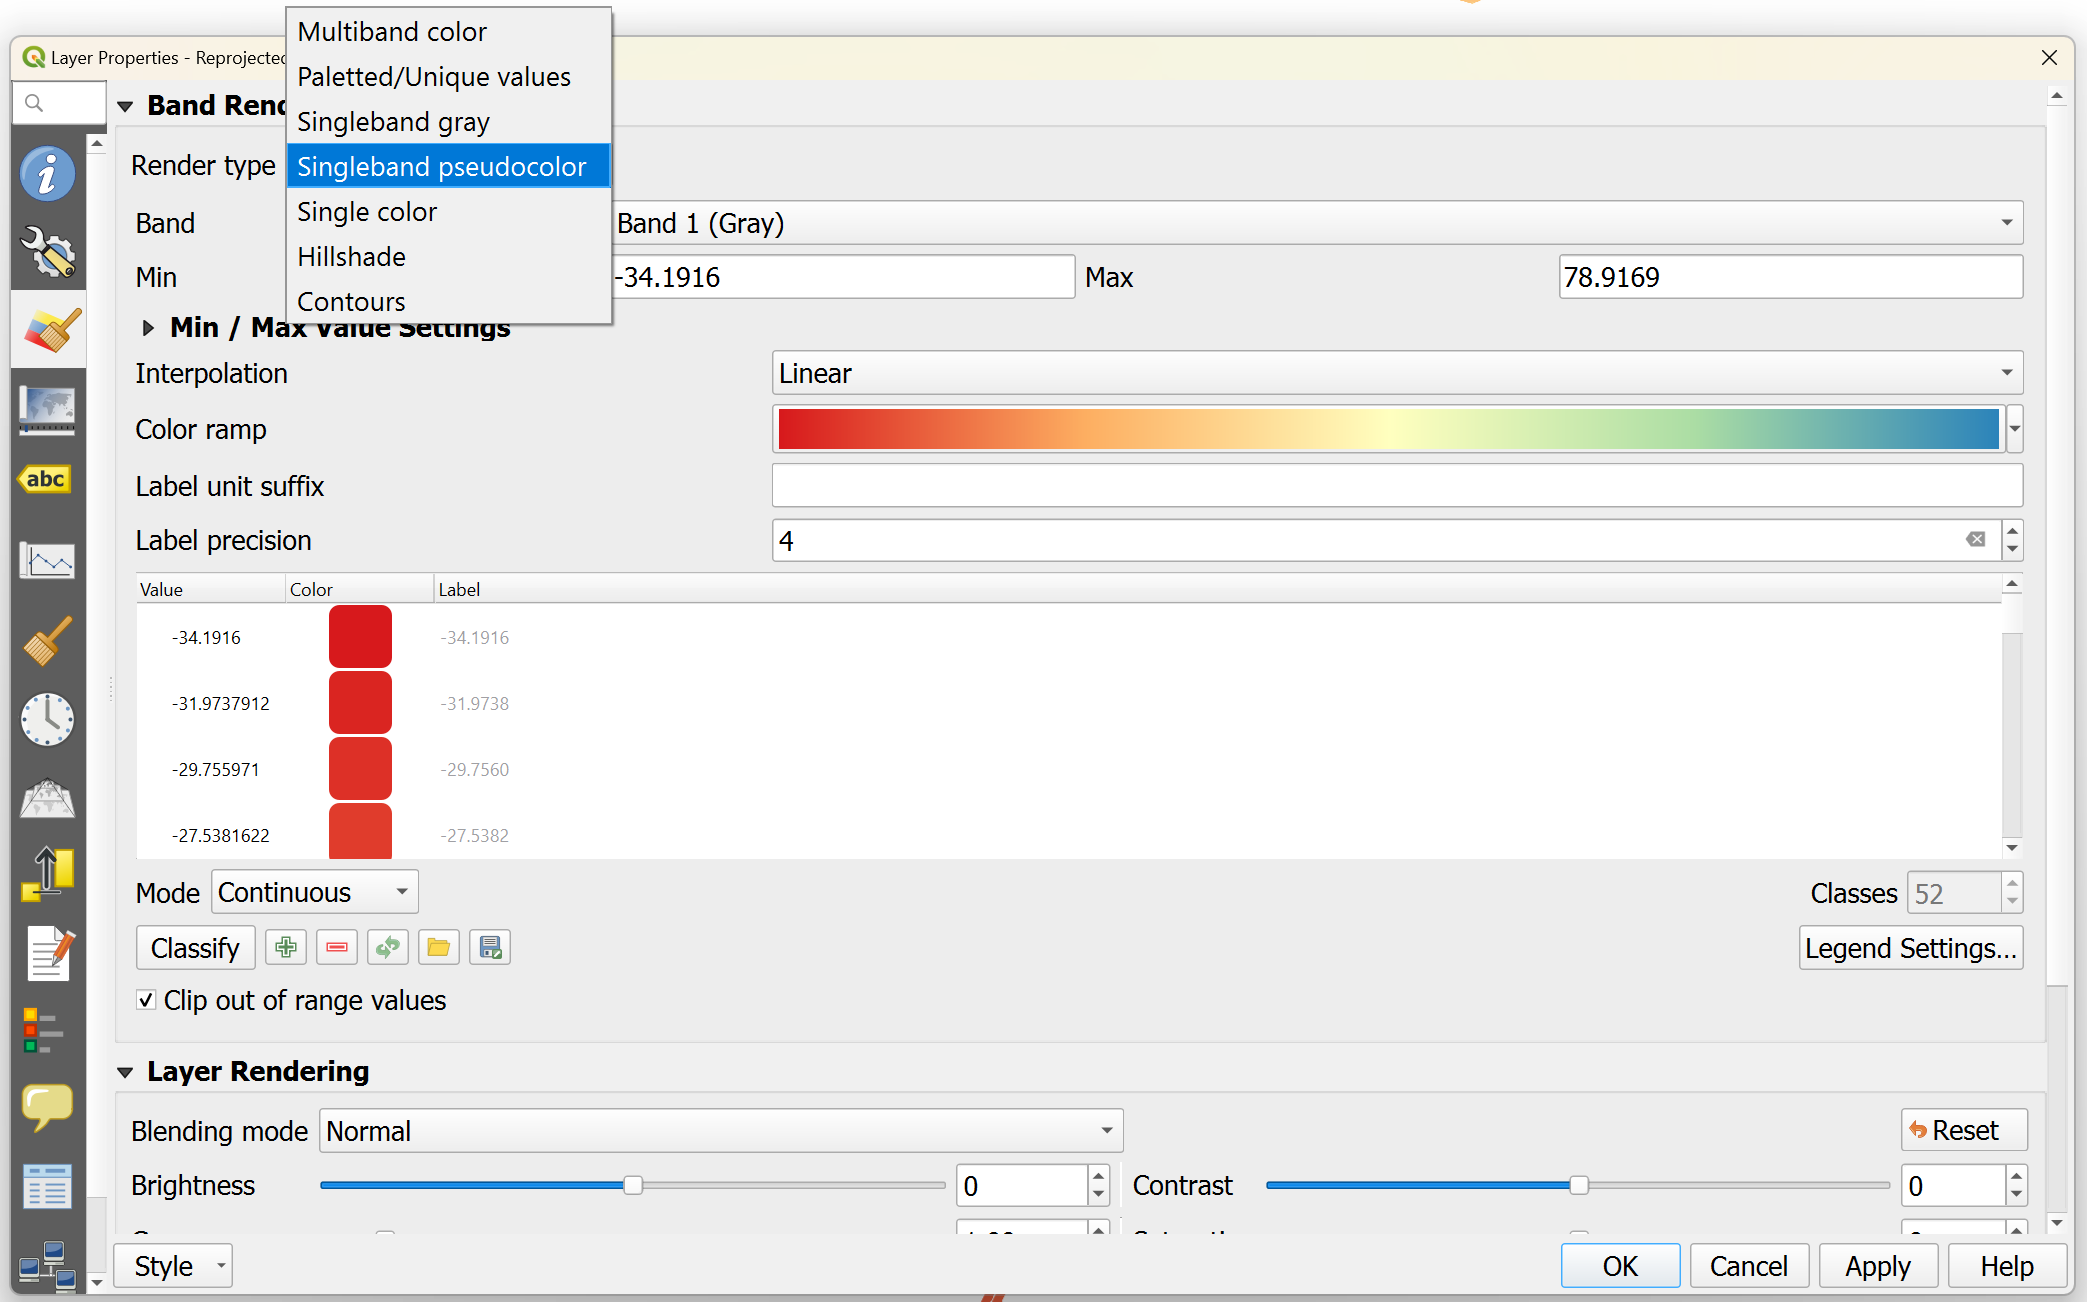 Multiband color
Layer Properties - Reprojected
Paletted/Unique values
Band Rend
Singleband gray
Render type
Singleband pseudocolor
Single color
Band
Band 1 (Gray)
Hillshade
Min
-34.1916
Max
78.9169
Contours
Min / Max Value Settings
Interpolation
Linear
Color ramp
Label unit suffix
Label precision
4
abc
Value Color Label
-34.1916 -34.1916
-31.9737912 -31.9738
-29.755971 -29.7560
-27.5381622 -27.5382
Mode Continuous
Classes 52
Classify
Legend Settings...
Clip out of range values
Layer Rendering
Blending mode Normal
Reset
Brightness 0
Contrast 0
Style
OK
Cancel
Apply
Help